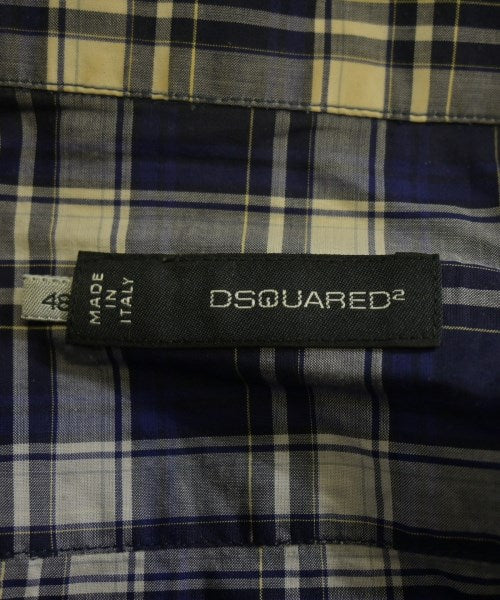 48
MADE
IN
ITALY
DSQUARED²